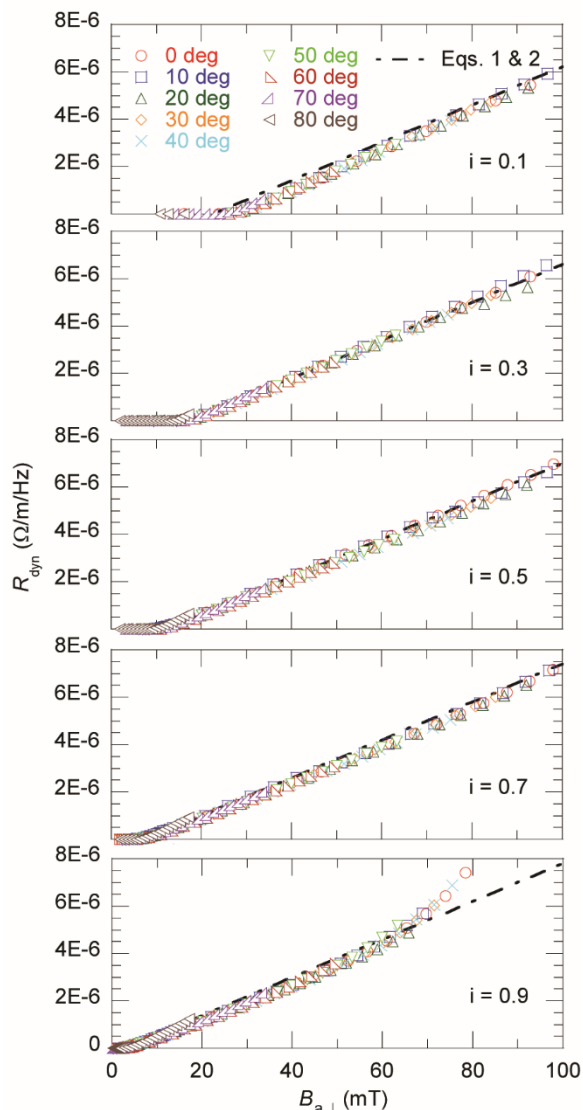 8E-6
0 deg 50 deg Eqs. 1 & 2
10 deg 60 deg
6E-6
20 deg 70 deg
30 deg 80 deg
4E-6
40 deg
2E-6
i = 0.1
8E-6
6E-6
4E-6
2E-6
i = 0.3
8E-6
6E-6
4E-6
2E-6
i = 0.5
8E-6
6E-6
4E-6
2E-6
i = 0.7
8E-6
6E-6
4E-6
2E-6
i = 0.9
0
0 20 40 60 80 100
R_dyn (Ω/m/Hz)
B_a,⊥ (mT)